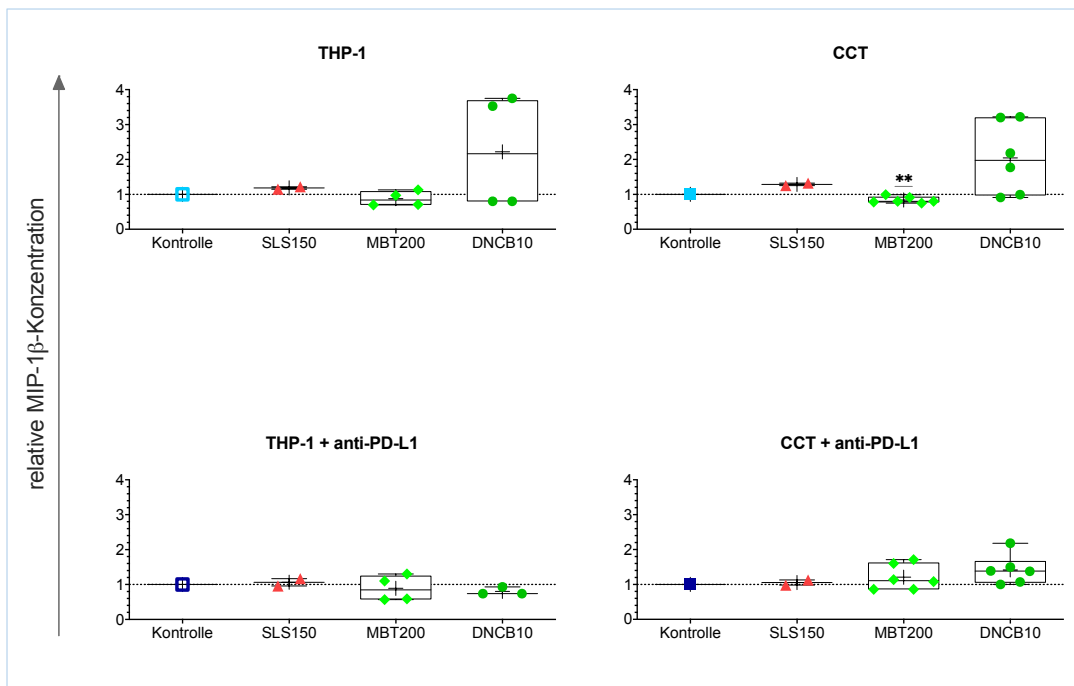 relative MIP-1β-Konzentration
THP-1
4
3
2
1
0
Kontrolle SLS150 MBT200 DNCB10
CCT
4
3
2
1
0
**
Kontrolle SLS150 MBT200 DNCB10
THP-1 + anti-PD-L1
4
3
2
1
0
Kontrolle SLS150 MBT200 DNCB10
CCT + anti-PD-L1
4
3
2
1
0
Kontrolle SLS150 MBT200 DNCB10